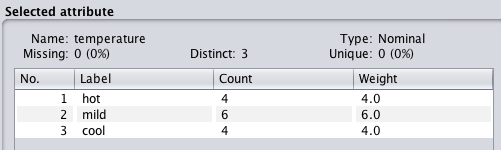 Selected attribute
Name: temperature Type: Nominal
Missing: 0 (0%) Distinct: 3 Unique: 0 (0%)
No. Label Count Weight
1 hot 4 4.0
2 mild 6 6.0
3 cool 4 4.0